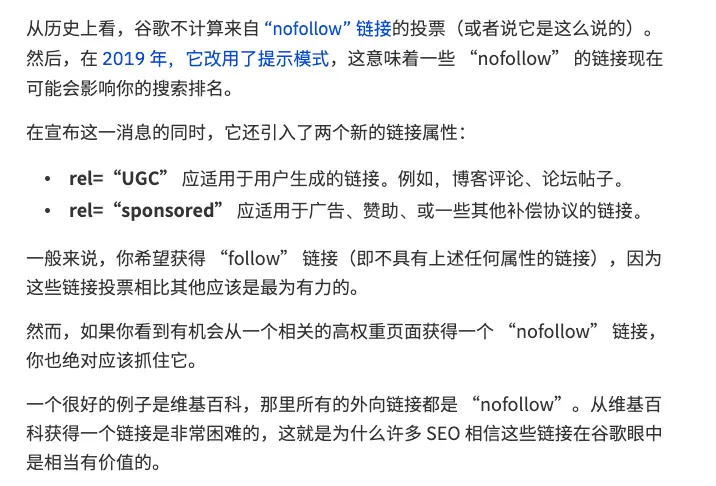 从历史上看，谷歌不计算来自 “nofollow” 链接的投票（或者说它是这么说的）。
然后，在 2019 年，它改用了提示模式，这意味着一些 “nofollow” 的链接现在
可能会影响你的搜索排名。
在宣布这一消息的同时，它还引入了两个新的链接属性：
• rel=“UGC” 应适用于用户生成的链接。例如，博客评论、论坛帖子。
• rel=“sponsored” 应适用于广告、赞助、或一些其他补偿协议的链接。
一般来说，你希望获得 “follow” 链接（即不具有上述任何属性的链接），因为
这些链接投票相比其他应该是最为有力的。
然而，如果你看到有机会从一个相关的高权重页面获得一个 “nofollow” 链接，
你也绝对应该抓住它。
一个很好的例子是维基百科，那里所有的外向链接都是 “nofollow”。从维基百
科获得一个链接是非常困难的，这就是为什么许多 SEO 相信这些链接在谷歌眼中
是相当有价值的。